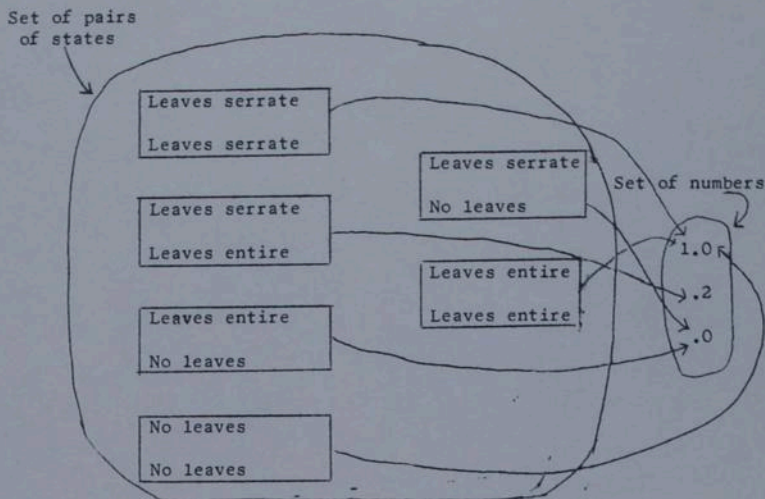 Set of pairs
of states
Leaves serrate
Leaves serrate
Leaves serrate
No leaves
Set of numbers
Leaves serrate
Leaves entire
1.0
Leaves entire
Leaves entire
.2
Leaves entire
No leaves
.0
No leaves
No leaves